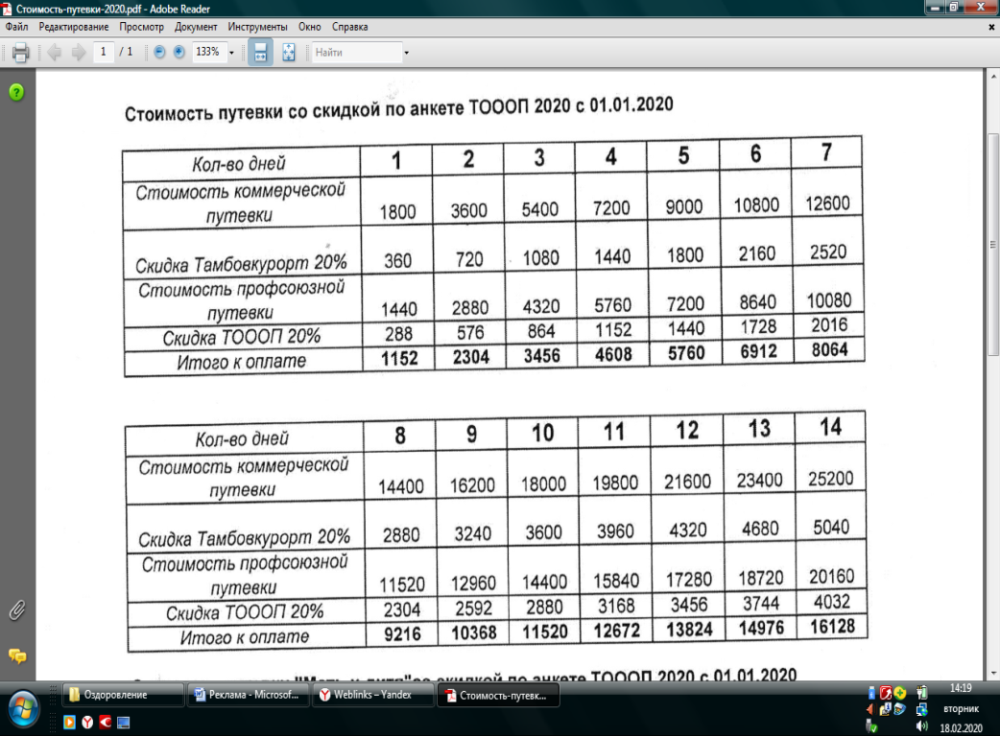 Стоимость-путевки-2020.pdf - Adobe Reader
Файл Редактирование Просмотр Документ Инструменты Окно Справка
1 / 1 133% Найти
Стоимость путевки со скидкой по анкете ТОООП 2020 с 01.01.2020
Кол-во дней 1 2 3 4 5 6 7
Стоимость коммерческой
путевки 1800 3600 5400 7200 9000 10800 12600
Скидка Тамбовкурорт 20% 360 720 1080 1440 1800 2160 2520
Стоимость профсоюзной
путевки 1440 2880 4320 5760 7200 8640 10080
Скидка ТОООП 20% 288 576 864 1152 1440 1728 2016
Итого к оплате 1152 2304 3456 4608 5760 6912 8064
Кол-во дней 8 9 10 11 12 13 14
Стоимость коммерческой
путевки 14400 16200 18000 19800 21600 23400 25200
Скидка Тамбовкурорт 20% 2880 3240 3600 3960 4320 4680 5040
Стоимость профсоюзной
путевки 11520 12960 14400 15840 17280 18720 20160
Скидка ТОООП 20% 2304 2592 2880 3168 3456 3744 4032
Итого к оплате 9216 10368 11520 12672 13824 14976 16128
"Мать и дитя"со скидкой по анкете ТОООП 2020 с 01.01.2020
Оздоровление Реклама - Microsof... Weblinks – Yandex Стоимость-путевк... 14:19
вторник
18.02.2020